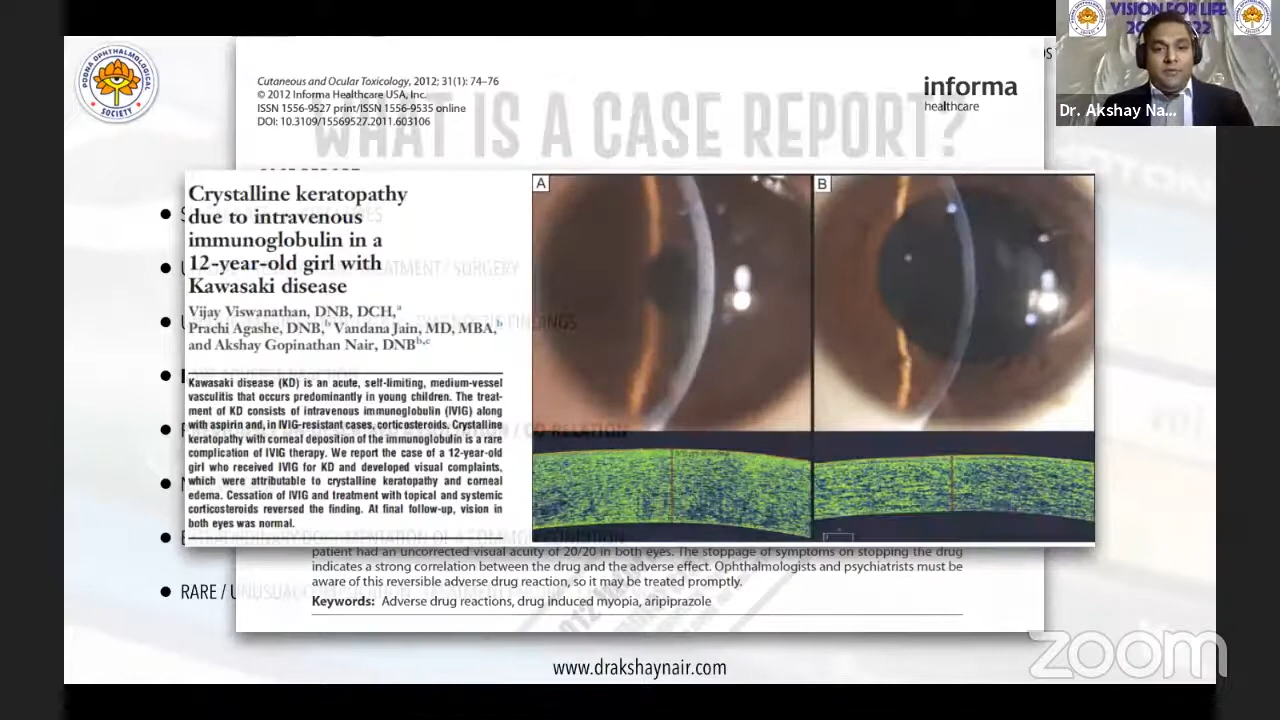 POONA OPHTHALMOLOGICAL
SOCIETY
VISION FOR LIFE
Dr. Akshay Na...
Cutaneous and Ocular Toxicology, 2012; 31(1): 74–76
© 2012 Informa Healthcare USA, Inc.
ISSN 1556-9527 print/ISSN 1556-9535 online
DOI: 10.3109/15569527.2011.603106
informa
healthcare
WHAT IS A CASE REPORT?
Crystalline keratopathy
due to intravenous
immunoglobulin in a
12-year-old girl with
Kawasaki disease
Vijay Viswanathan, DNB, DCH,a
Prachi Agashe, DNB,b Vandana Jain, MD, MBA,b
and Akshay Gopinathan Nair, DNBb,c
Kawasaki disease (KD) is an acute, self-limiting, medium-vessel
vasculitis that occurs predominantly in young children. The treat-
ment of KD consists of intravenous immunoglobulin (IVIG) along
with aspirin and, in IVIG-resistant cases, corticosteroids. Crystalline
keratopathy with corneal deposition of the immunoglobulin is a rare
complication of IVIG therapy. We report the case of a 12-year-old
girl who received IVIG for KD and developed visual complaints,
which were attributable to crystalline keratopathy and corneal
edema. Cessation of IVIG and treatment with topical and systemic
corticosteroids reversed the finding. At final follow-up, vision in
both eyes was normal.
A
B
TREATMENT / SURGERY
FINDINGS
patient had an uncorrected visual acuity of 20/20 in both eyes. The stoppage of symptoms on stopping the drug
indicates a strong correlation between the drug and the adverse effect. Ophthalmologists and psychiatrists must be
aware of this reversible adverse drug reaction, so it may be treated promptly.
RARE / UNUSUAL
Keywords: Adverse drug reactions, drug induced myopia, aripiprazole
www.drakshaynair.com
zoom